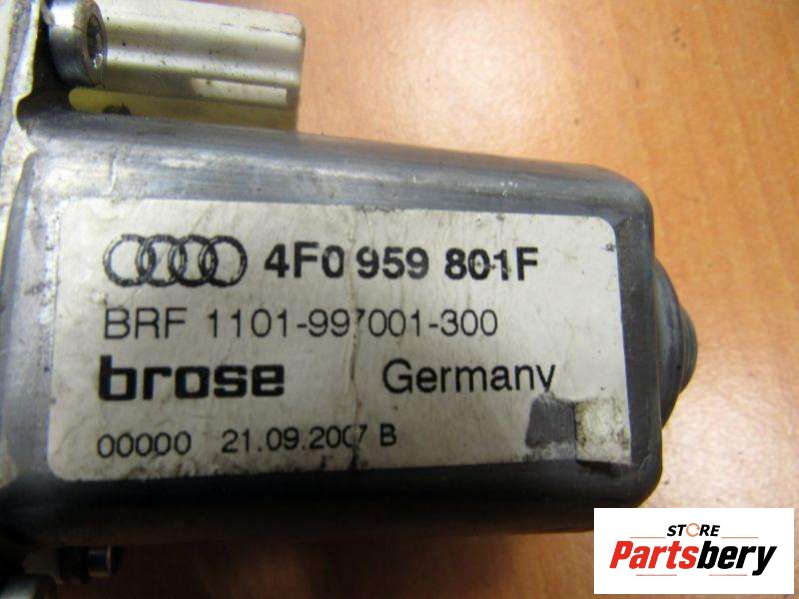 4F0 959 801F
BRF 1101-997001-300
brose Germany
00000 21.09.2007 B
STORE
Partsbery